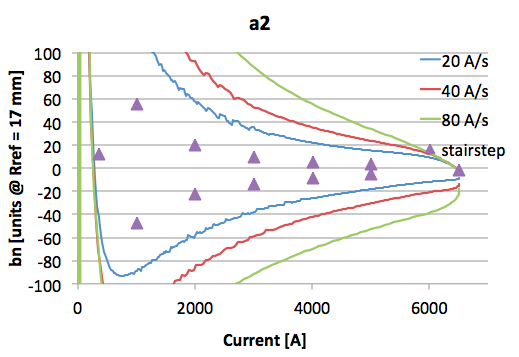 a2
bn [units @ Rref = 17 mm]
100
80
60
40
20
0
-20
-40
-60
-80
-100
0
2000
4000
6000
Current [A]
20 A/s
40 A/s
80 A/s
stairstep